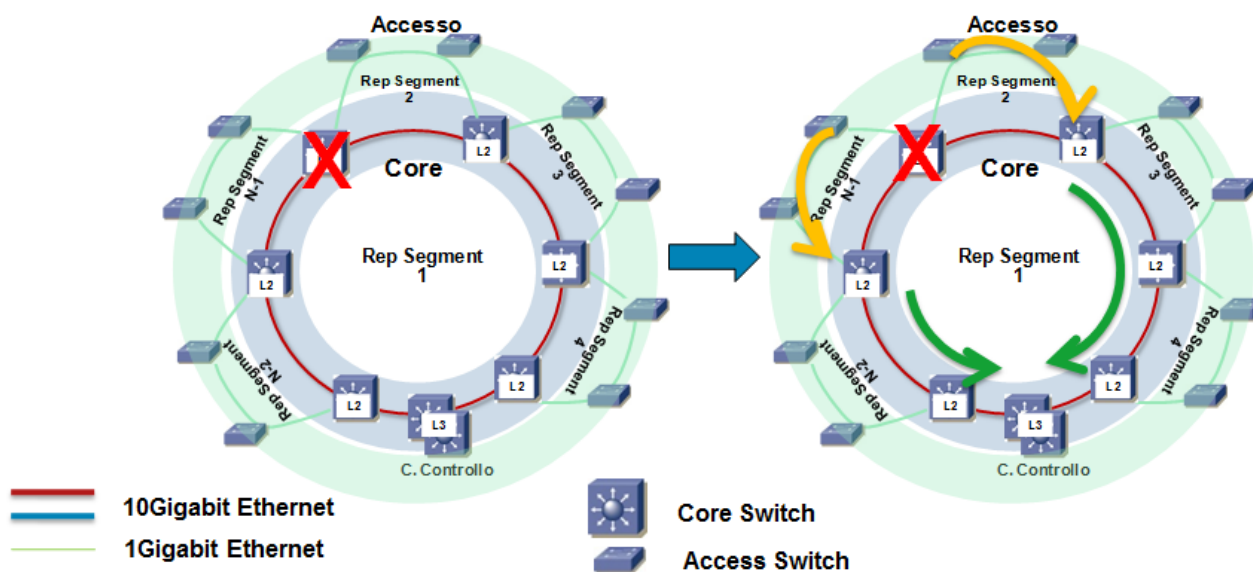 Accesso
Rep Segment
2
Rep Segment
3
Rep Segment
N-1
L2
Core
Rep Segment
1
L2
L2
Rep Segment
4
Rep Segment
N-2
L2
L2
L3
C. Controllo
Accesso
Rep Segment
2
Rep Segment
3
Rep Segment
N-1
L2
Core
Rep Segment
1
L2
L2
Rep Segment
4
Rep Segment
N-2
L2
L2
L3
C. Controllo
10Gigabit Ethernet
1Gigabit Ethernet
Core Switch
Access Switch